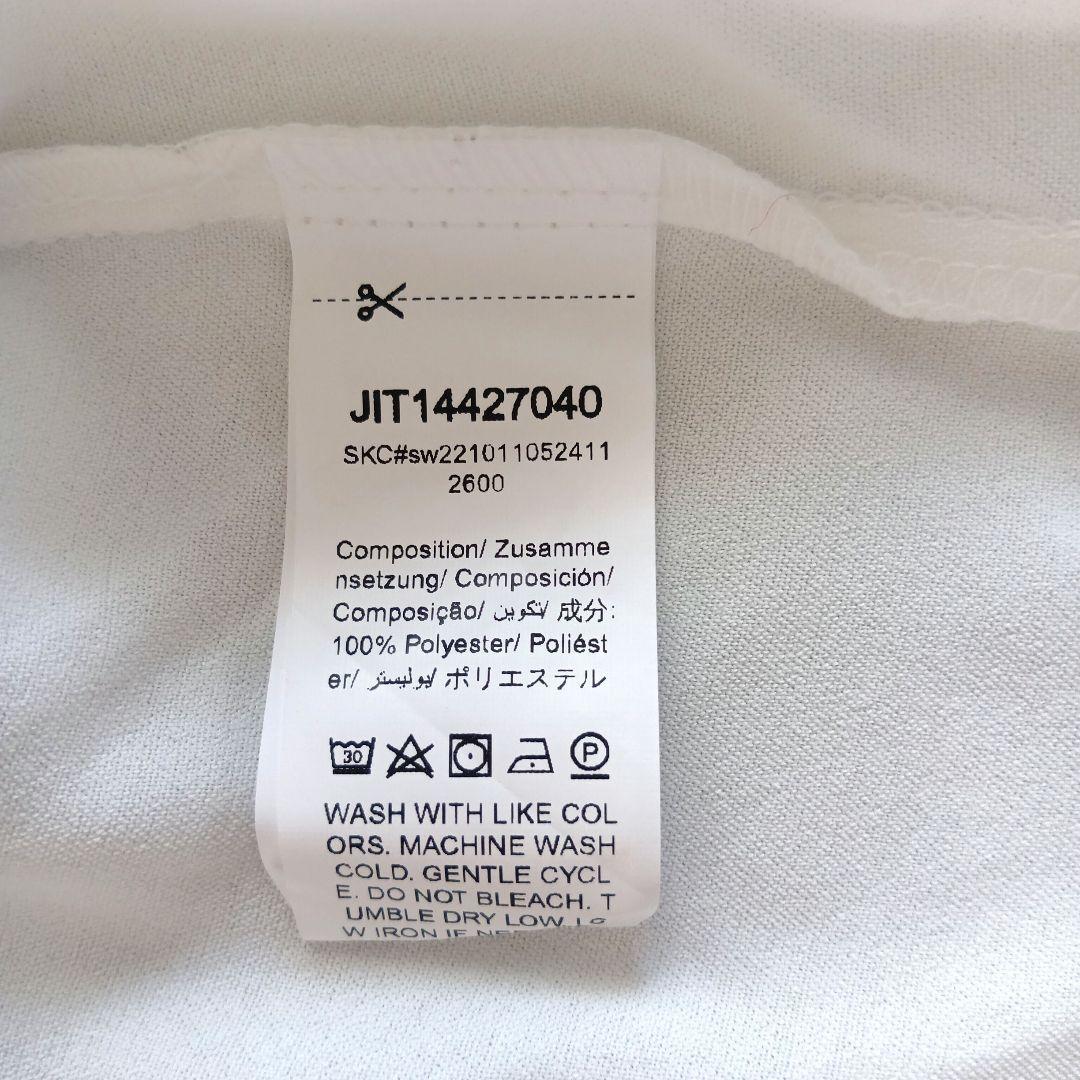 JIT14427040
SKC#sw221011052411
2600
Composition/ Zusamme
nsetzung/ Composición/
Composição/ تكوين/ 成分:
100% Polyester/ Poliést
er/ بوليستر/ ポリエステル
30 P
WASH WITH LIKE COL
ORS. MACHINE WASH
COLD. GENTLE CYCL
E. DO NOT BLEACH. T
UMBLE DRY LOW.
W IRON IF